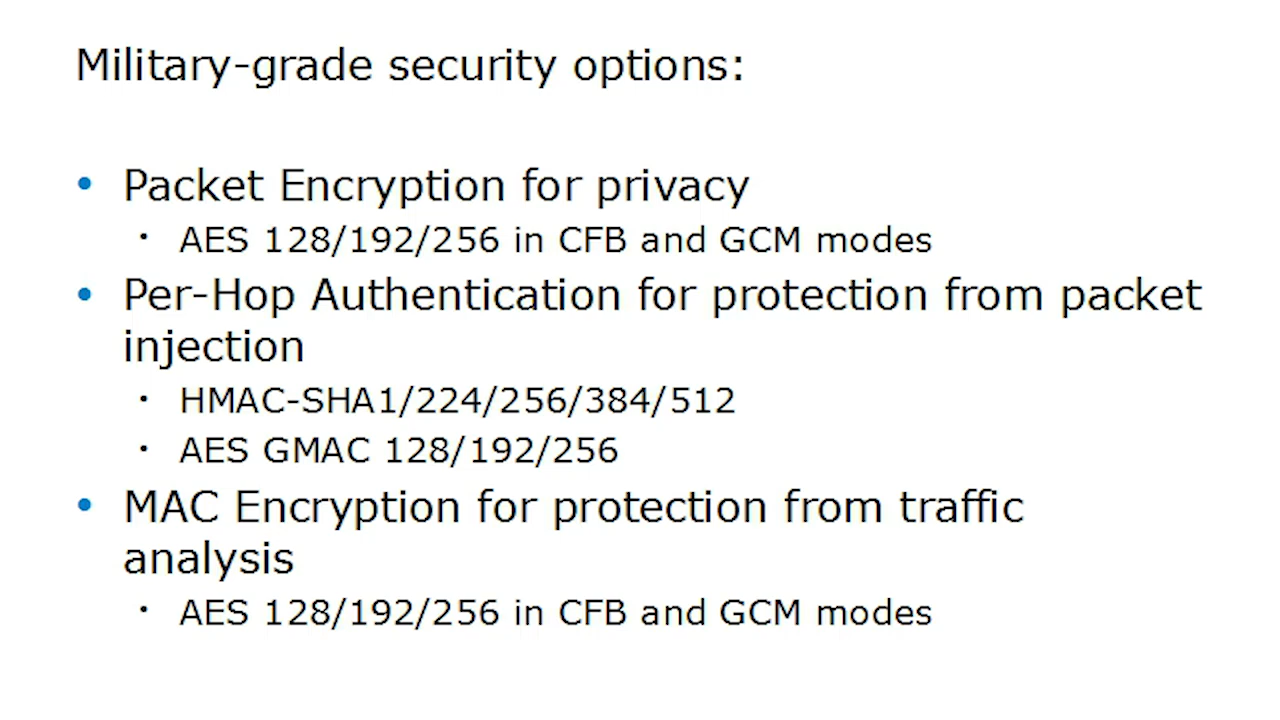 Military-grade security options:
• Packet Encryption for privacy
• AES 128/192/256 in CFB and GCM modes
• Per-Hop Authentication for protection from packet
injection
• HMAC-SHA1/224/256/384/512
• AES GMAC 128/192/256
• MAC Encryption for protection from traffic
analysis
• AES 128/192/256 in CFB and GCM modes